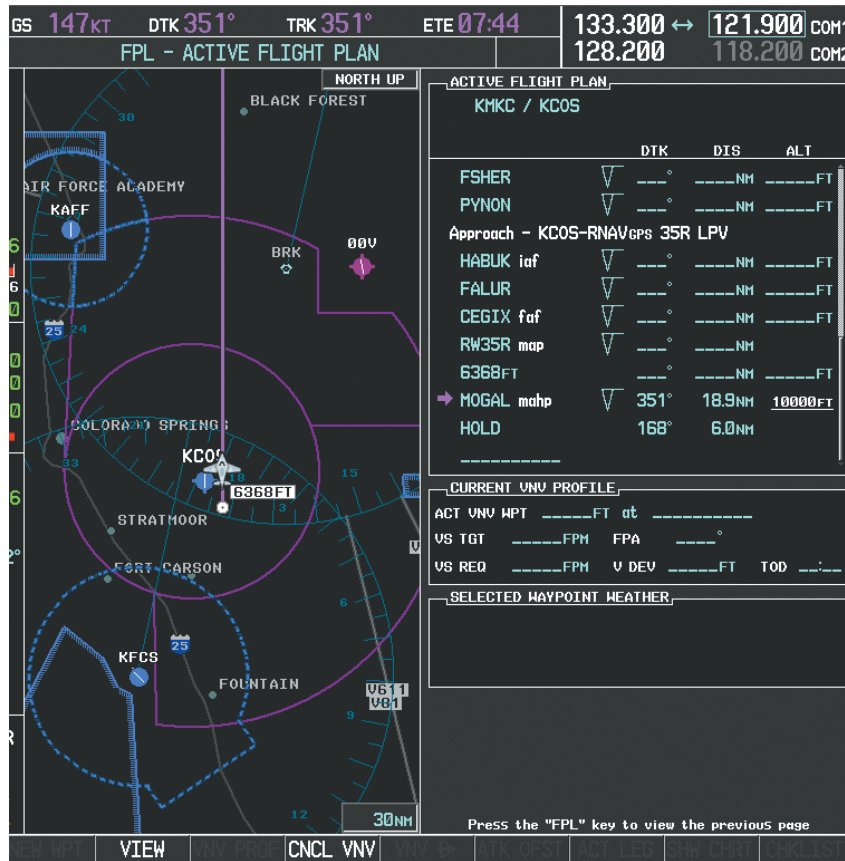 GS 147KT DTK 351° TRK 351° ETE 07:44
133.300 ↔ 121.900 COM1
FPL – ACTIVE FLIGHT PLAN
128.200 118.200 COM2
NORTH UP
BLACK FOREST
30
AIR FORCE ACADEMY
KAFF
BRK
00V
25
24
COLORADO SPRINGS
21
33
KCOS
18
15
6368FT
3
STRATMOOR
FORT CARSON
6
25
KFCS
FOUNTAIN
V611
V81
9
12
30NM
ACTIVE FLIGHT PLAN
KMKC / KCOS
DTK DIS ALT
FSHER ___° ____NM _____FT
PYNON ___° ____NM _____FT
Approach – KCOS-RNAVGPS 35R LPV
HABUK iaf ___° ____NM _____FT
FALUR ___° ____NM _____FT
CEGIX faf ___° ____NM _____FT
RW35R map ___° ____NM
6368FT ___° ____NM _____FT
MOGAL mahp 351° 18.9NM 10000FT
HOLD 168° 6.0NM
__________
CURRENT VNV PROFILE
ACT VNV WPT _____FT at __________
VS TGT _____FPM FPA ____°
VS REQ _____FPM V DEV _____FT TOD __:__
SELECTED WAYPOINT WEATHER
Press the "FPL" key to view the previous page
NEW WPT VIEW VNV PROF CNCL VNV VNV ATK OFST ACT LEG SHW CHRT CHKLIST